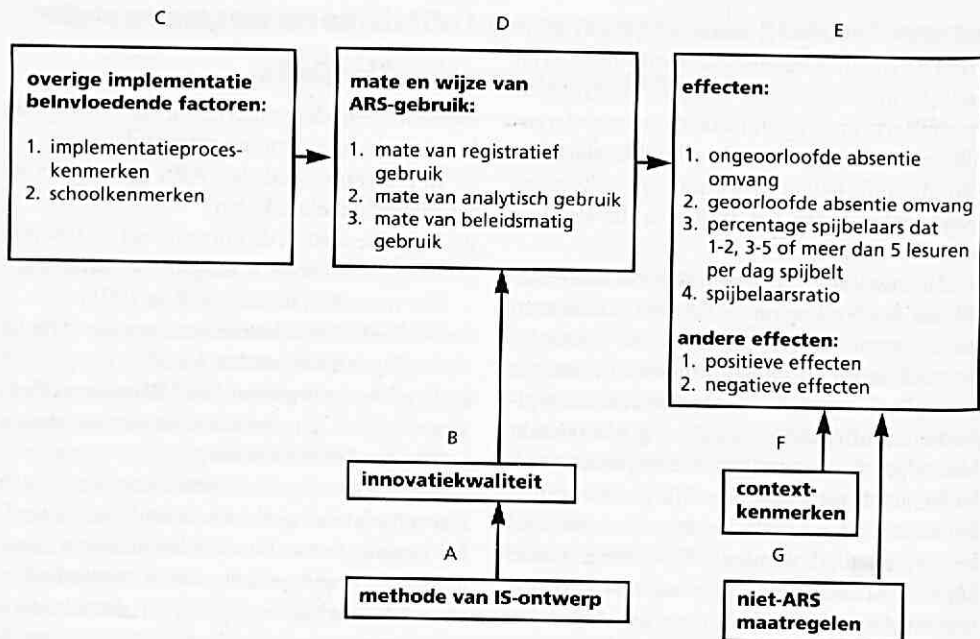 C
overige implementatie
beInvloedende factoren:
1. implementatieproces-
kenmerken
2. schoolkenmerken
D
mate en wijze van
ARS-gebruik:
1. mate van registratief
gebruik
2. mate van analytisch gebruik
3. mate van beleidsmatig
gebruik
E
effecten:
1. ongeoorloofde absentie
omvang
2. geoorloofde absentie omvang
3. percentage spijbelaars dat
1-2, 3-5 of meer dan 5 lesuren
per dag spijbelt
4. spijbelaarsratio
andere effecten:
1. positieve effecten
2. negatieve effecten
B
innovatiekwaliteit
A
methode van IS-ontwerp
F
context-
kenmerken
G
niet-ARS
maatregelen